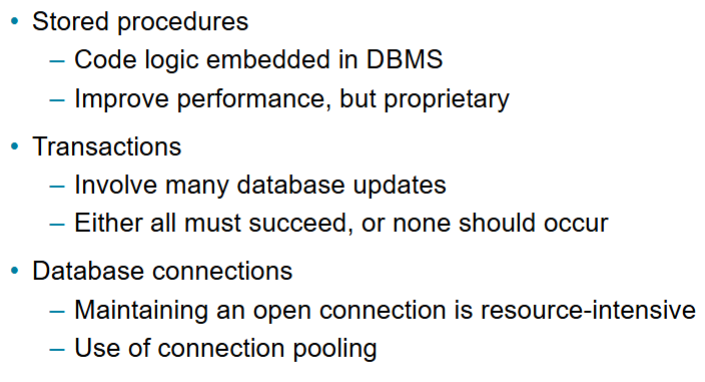 • Stored procedures
– Code logic embedded in DBMS
– Improve performance, but proprietary
• Transactions
– Involve many database updates
– Either all must succeed, or none should occur
• Database connections
– Maintaining an open connection is resource-intensive
– Use of connection pooling